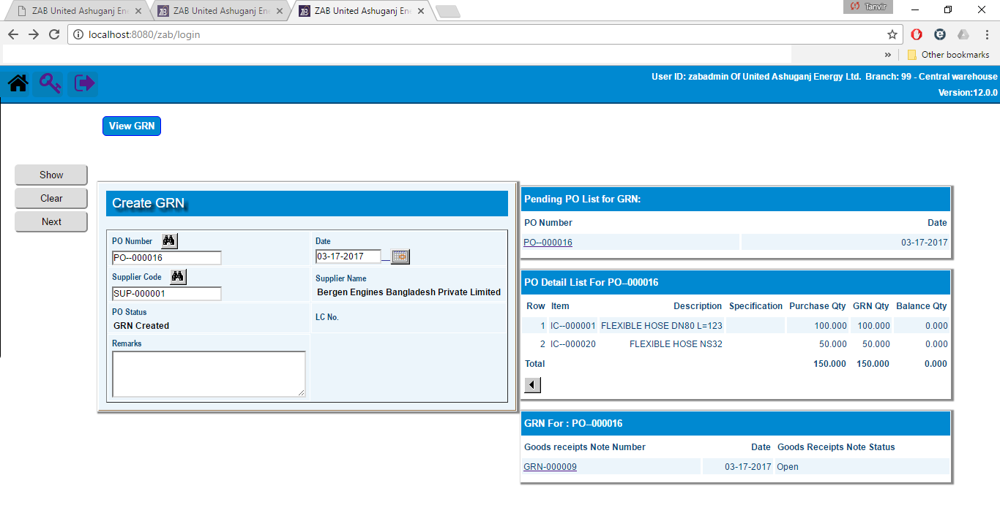 ZAB United Ashuganj En
ZAB United Ashuganj En
ZAB United Ashuganj En
Tanvir
localhost:8080/zab/login
» Other bookmarks
User ID: zabadmin Of United Ashuganj Energy Ltd. Branch: 99 - Central warehouse
Version:12.0.0
View GRN
Show
Clear
Next
Create GRN
PO Number
PO--000016
Date
03-17-2017
Supplier Code
SUP-000001
Supplier Name
Bergen Engines Bangladesh Private Limited
PO Status
GRN Created
LC No.
Remarks
Pending PO List for GRN:
PO Number Date
PO--000016 03-17-2017
PO Detail List For PO--000016
Row Item Description Specification Purchase Qty GRN Qty Balance Qty
1 IC--000001 FLEXIBLE HOSE DN80 L=123 100.000 100.000 0.000
2 IC--000020 FLEXIBLE HOSE NS32 50.000 50.000 0.000
Total 150.000 150.000 0.000
GRN For : PO--000016
Goods receipts Note Number Date Goods Receipts Note Status
GRN-000009 03-17-2017 Open